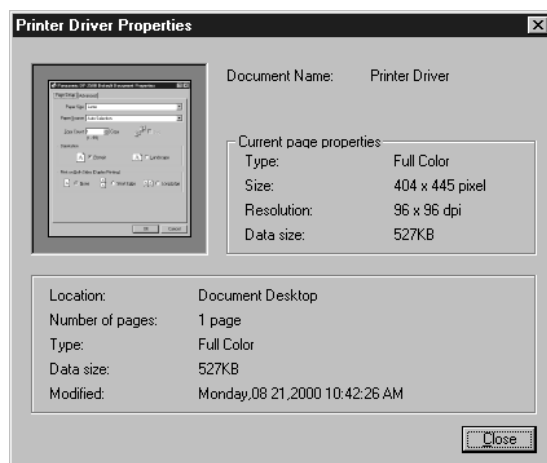 Printer Driver Properties
Document Name: Printer Driver
Current page properties
Type: Full Color
Size: 404 x 445 pixel
Resolution: 96 x 96 dpi
Data size: 527KB
Location: Document Desktop
Number of pages: 1 page
Type: Full Color
Data size: 527KB
Modified: Monday,08 21,2000 10:42:26 AM
Close